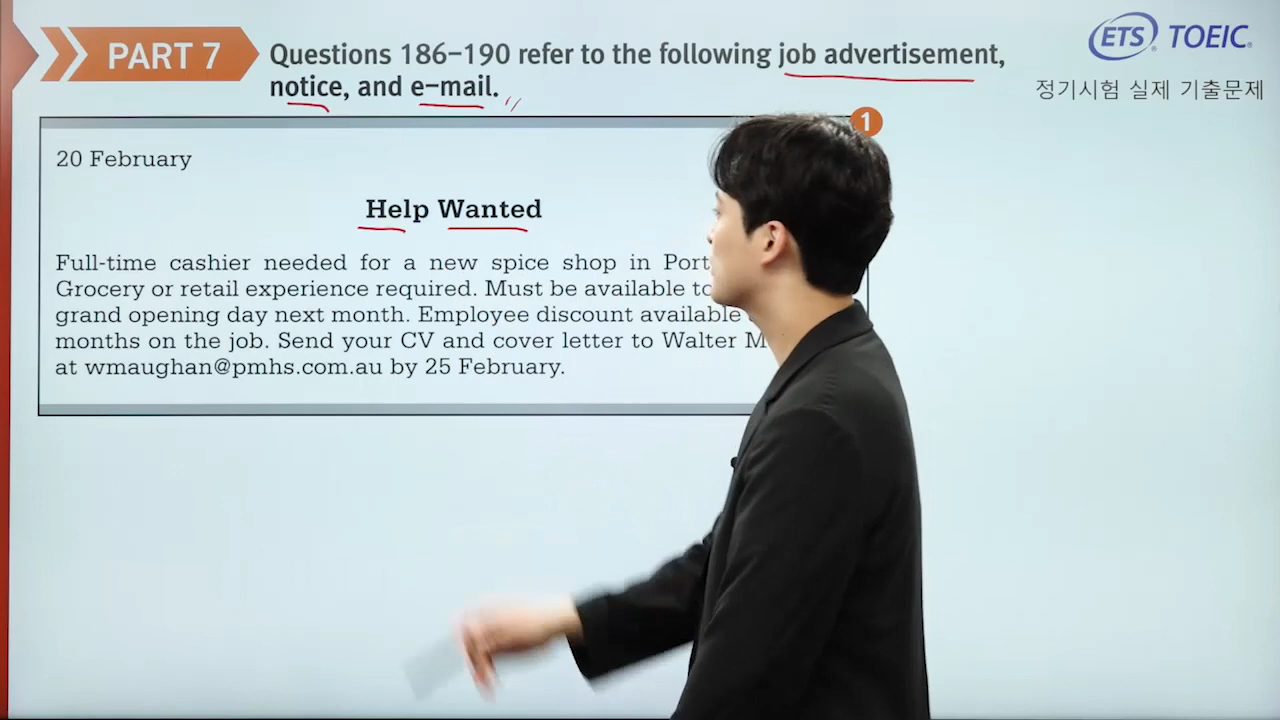 PART 7
Questions 186–190 refer to the following job advertisement,
notice, and e–mail.
ETS® TOEIC®
정기시험 실제 기출문제
1
20 February
Help Wanted
Full-time cashier needed for a new spice shop in
Grocery or retail experience required. Must be available
grand opening day next month. Employee discount available
months on the job. Send your CV and cover letter to Walter
at wmaughan@pmhs.com.au by 25 February.